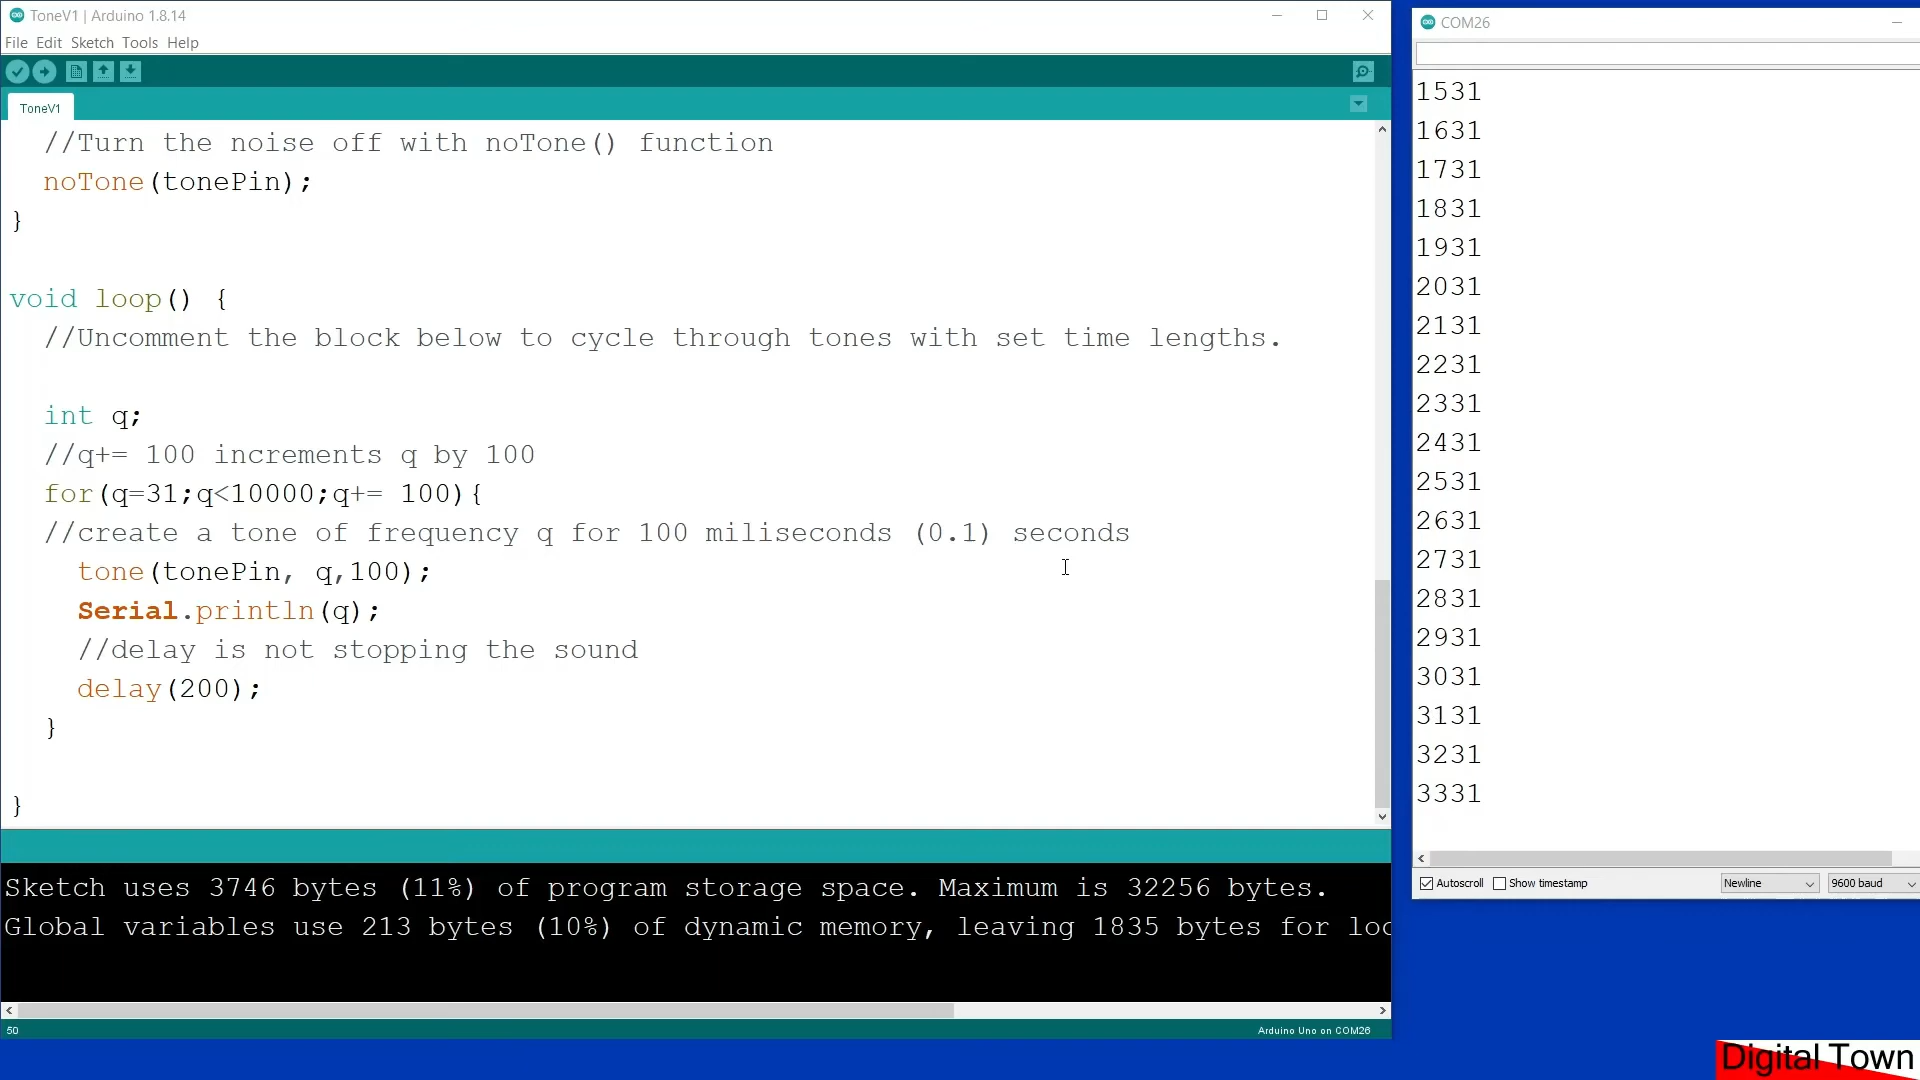 ToneV1 | Arduino 1.8.14
File Edit Sketch Tools Help
ToneV1
//Turn the noise off with noTone() function
noTone(tonePin);
}
void loop() {
//Uncomment the block below to cycle through tones with set time lengths.
int q;
//q+= 100 increments q by 100
for(q=31;q<10000;q+= 100){
//create a tone of frequency q for 100 miliseconds (0.1) seconds
tone(tonePin, q,100);
Serial.println(q);
//delay is not stopping the sound
delay(200);
}
}
Sketch uses 3746 bytes (11%) of program storage space. Maximum is 32256 bytes.
Global variables use 213 bytes (10%) of dynamic memory, leaving 1835 bytes for loc
50
Arduino Uno on COM26
COM26
1531
1631
1731
1831
1931
2031
2131
2231
2331
2431
2531
2631
2731
2831
2931
3031
3131
3231
3331
Autoscroll Show timestamp
Newline
9600 baud
Digital Town